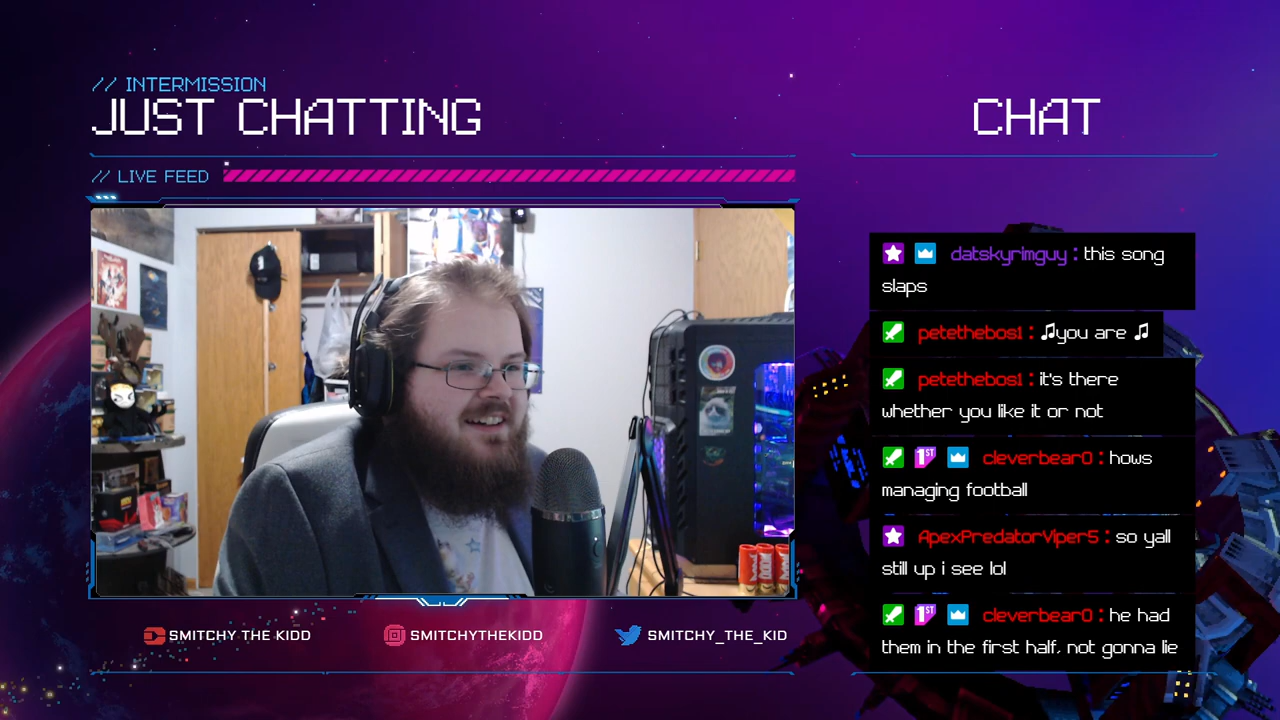 // INTERMISSION
JUST CHATTING
CHAT
// LIVE FEED
datskyrimguy : this song
slaps
petethebos1 : ♫you are ♫
petethebos1 : it's there
whether you like it or not
1ST cleverbear0 : hows
managing football
ApexPredatorViper5 : so yall
still up i see lol
1ST cleverbear0 : he had
them in the first half, not gonna lie
SMITCHY THE KIDD
SMITCHYTHEKIDD
SMITCHY_THE_KID